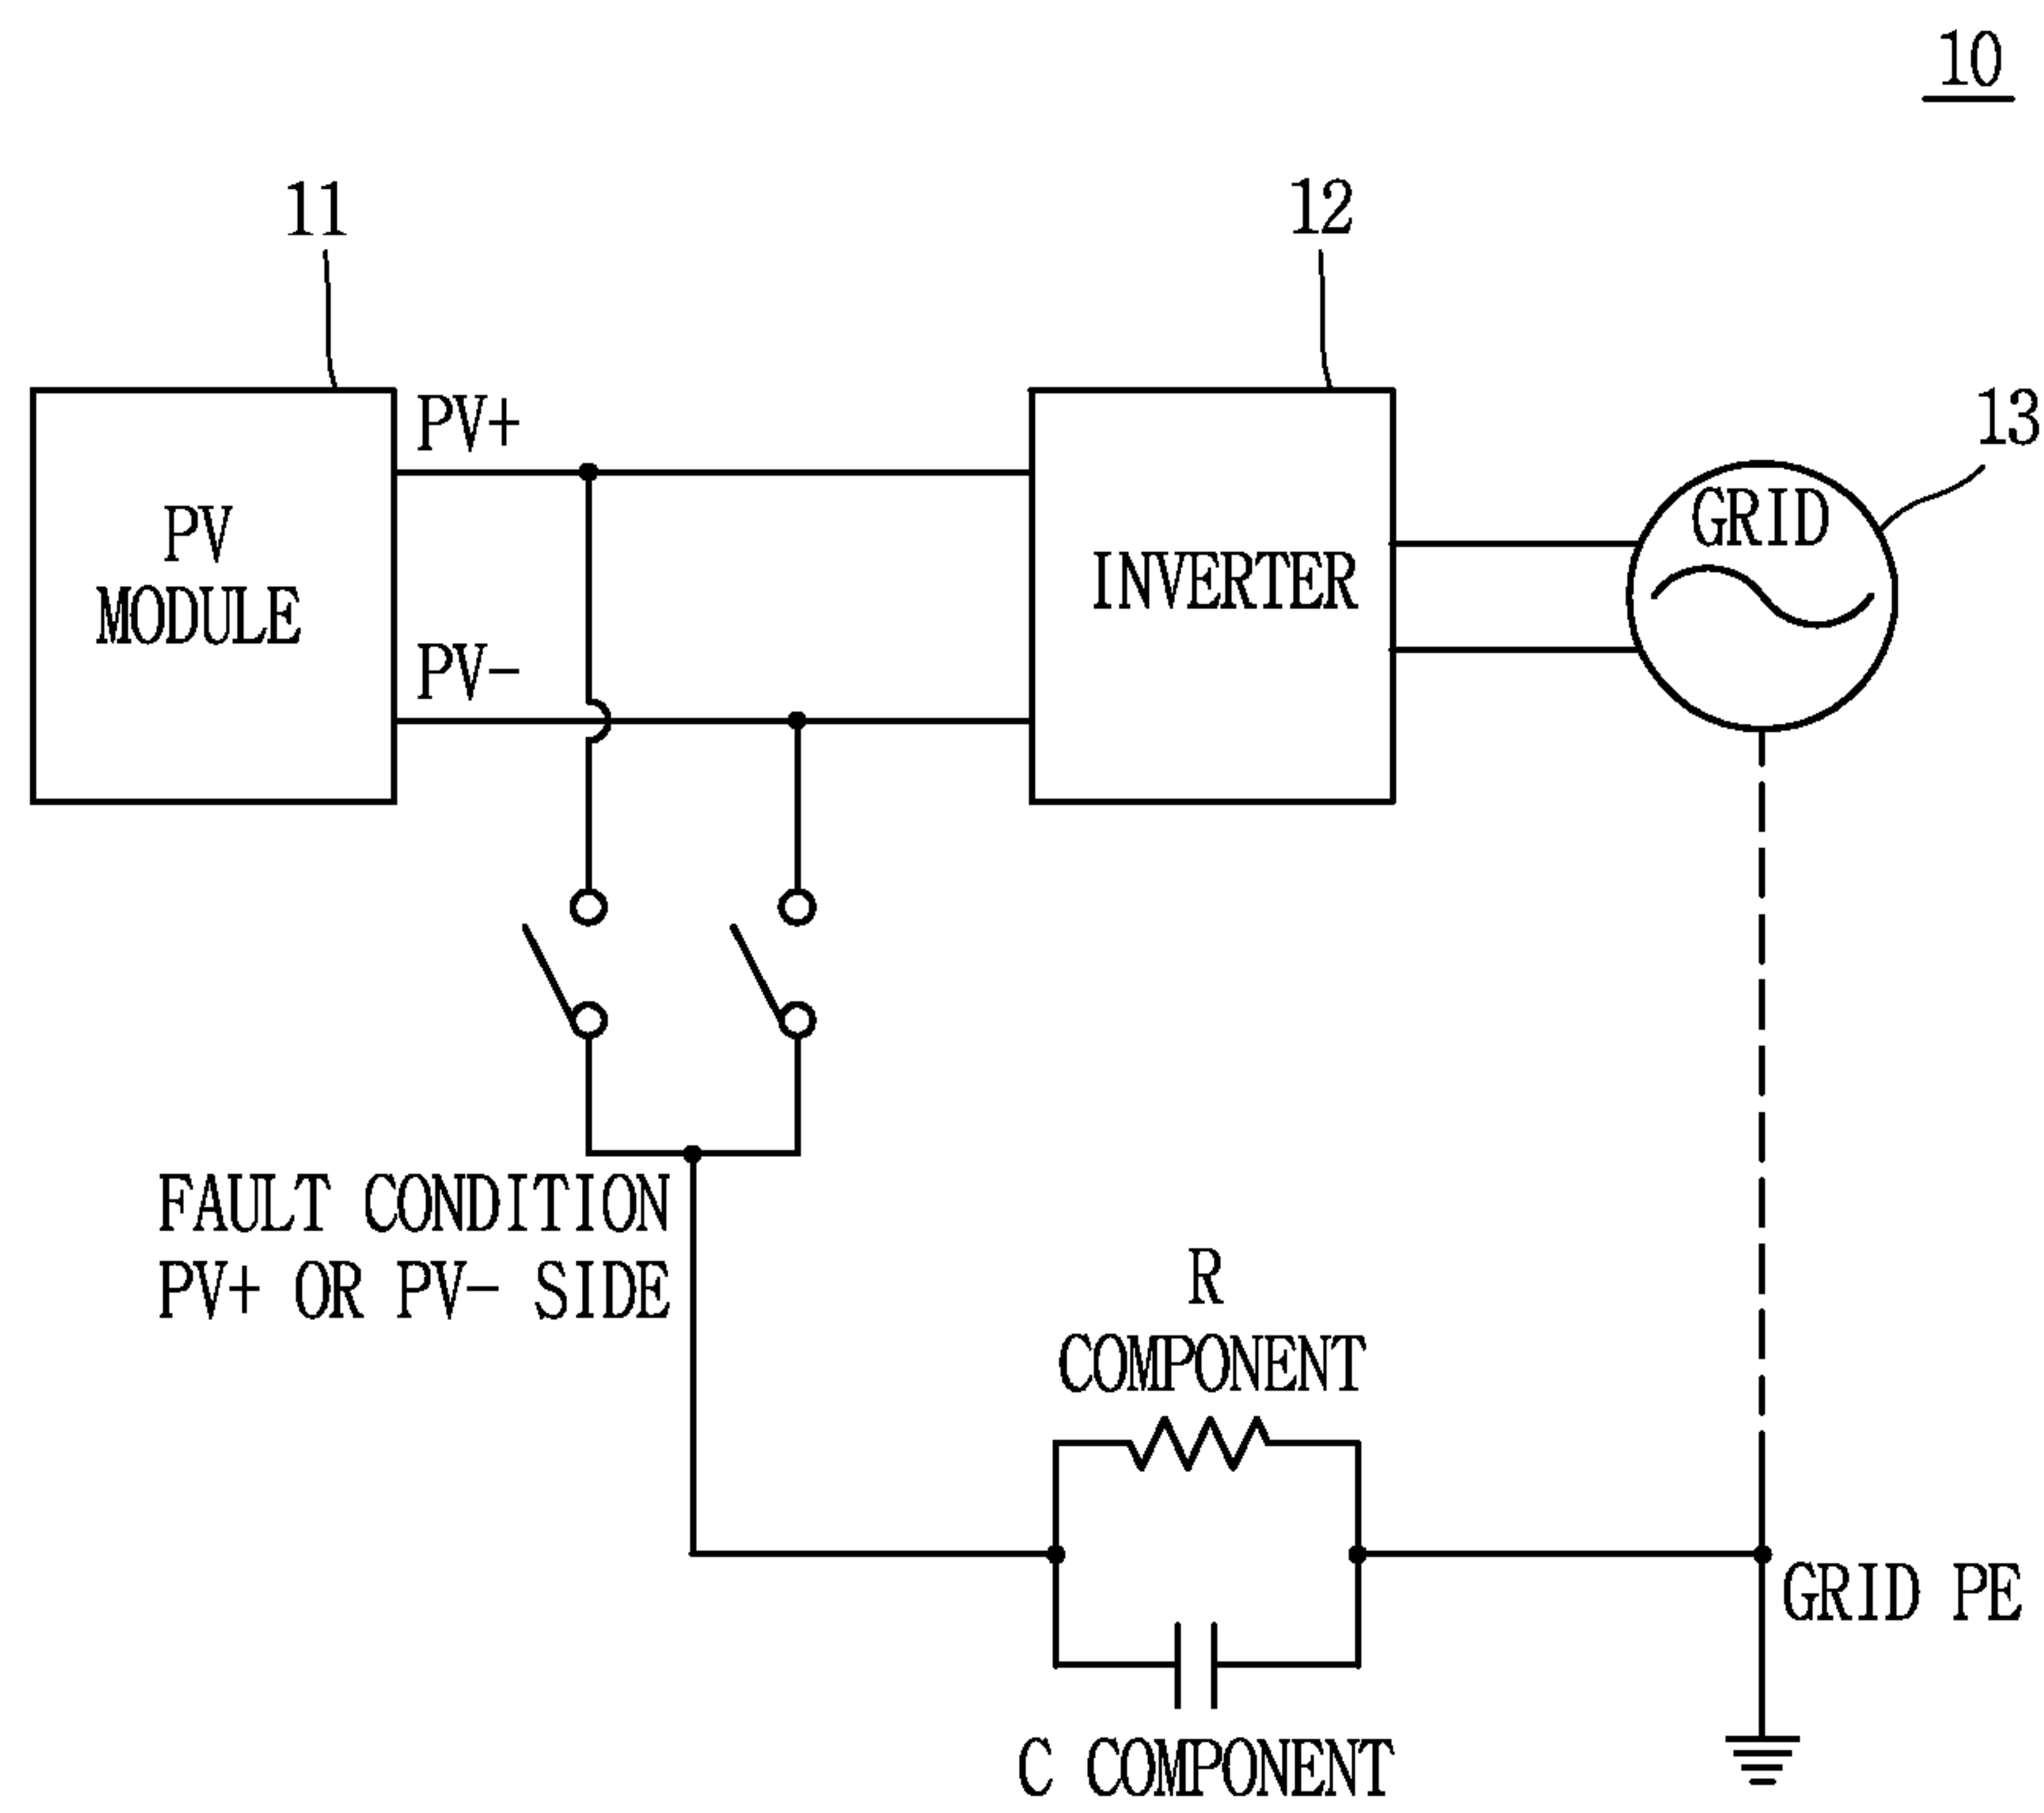 10
11
12
13
PV+
GRID
PV
MODULE
INVERTER
PV-
FAULT CONDITION
PV+ OR PV- SIDE
R
COMPONENT
GRID PE
C COMPONENT